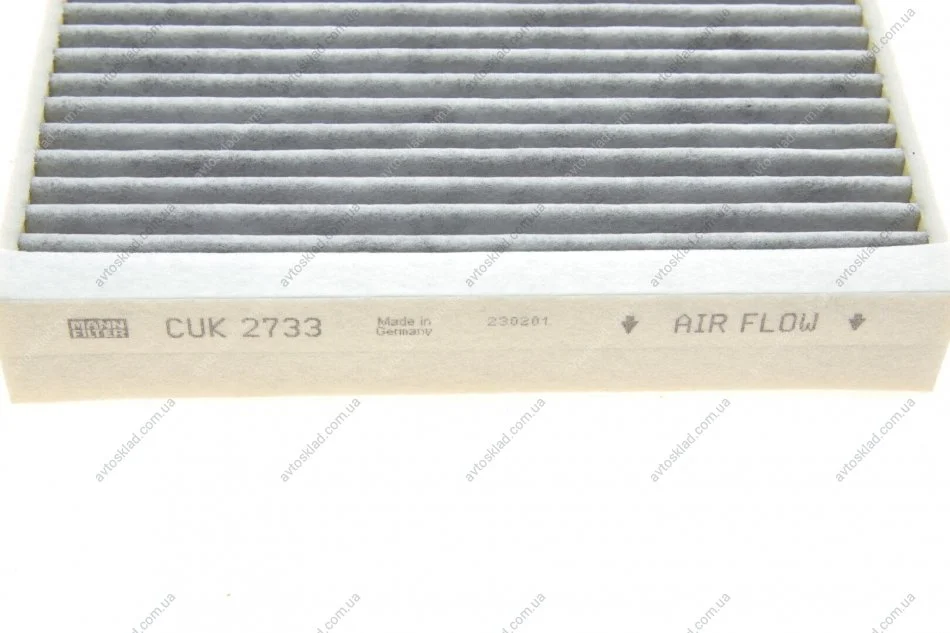 MANN
FILTER
CUK 2733
Made in
Germany
230201
AIR FLOW
avtosklad.com.ua